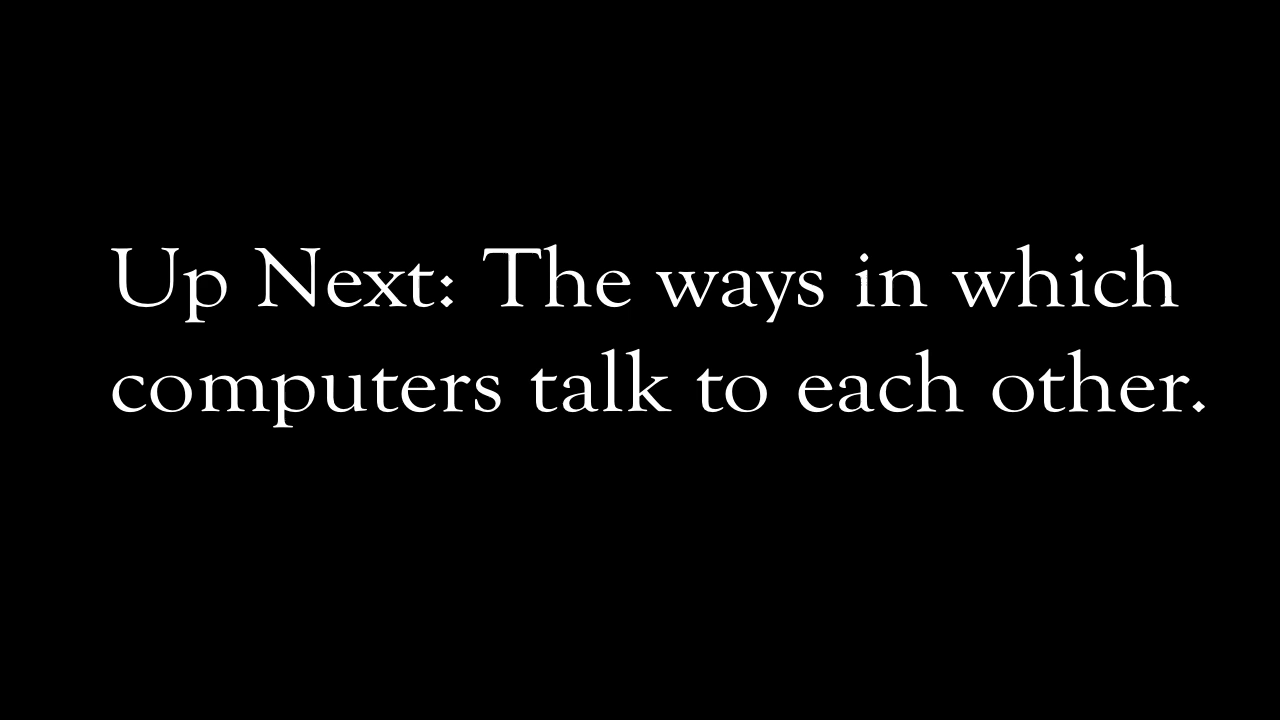 Up Next: The ways in which
computers talk to each other.